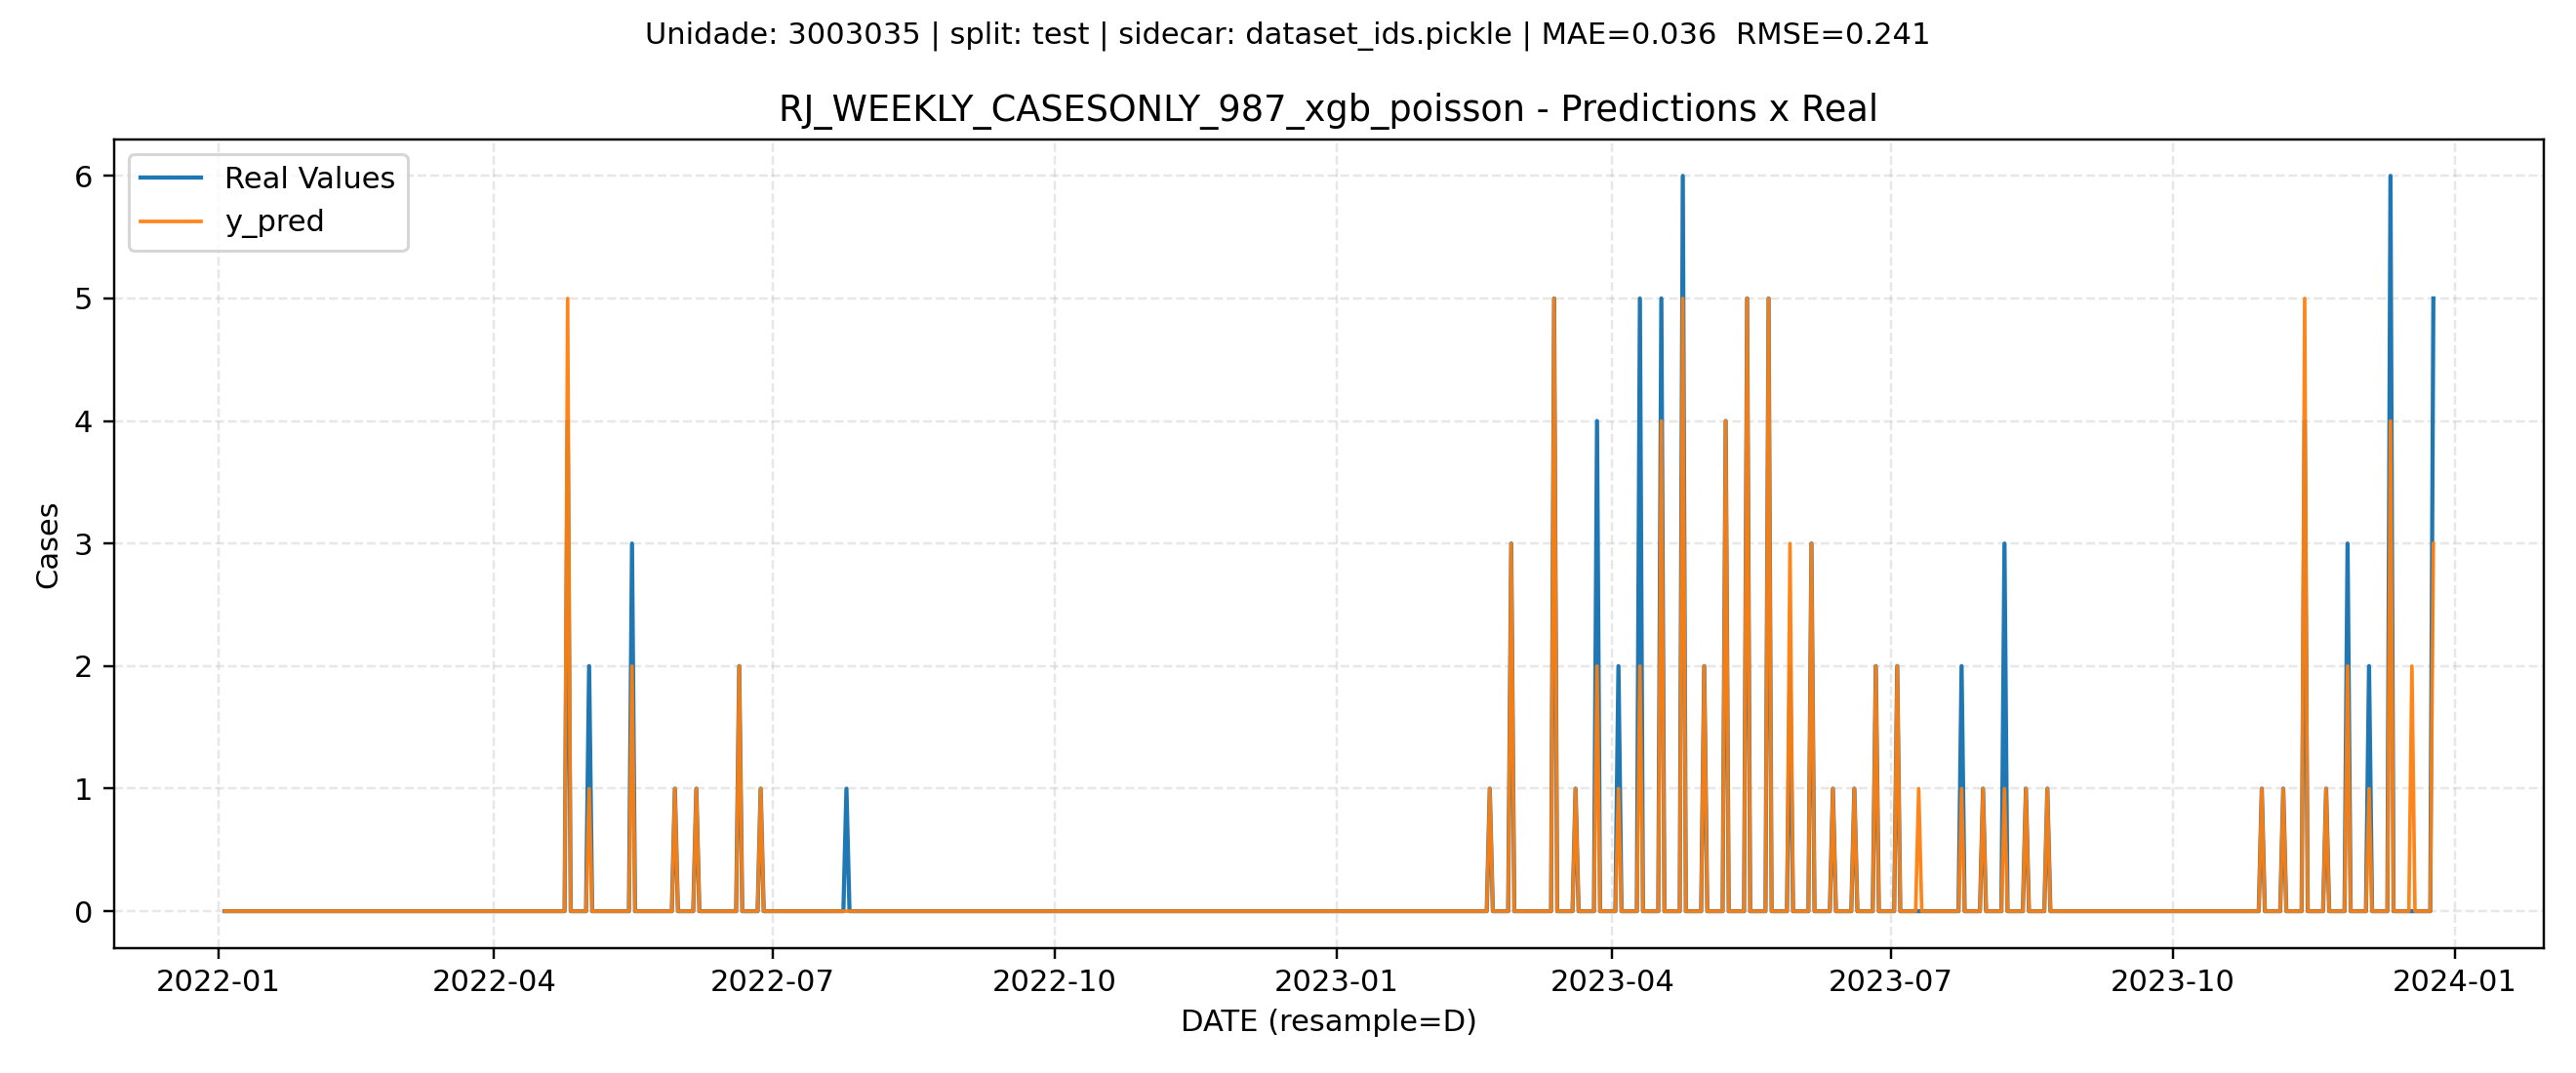 Unidade: 3003035 | split: test | sidecar: dataset_ids.pickle | MAE=0.036  RMSE=0.241
RJ_WEEKLY_CASESONLY_987_xgb_poisson - Predictions x Real
Real Values
y_pred
Cases
6
5
4
3
2
1
0
2022-01
2022-04
2022-07
2022-10
2023-01
2023-04
2023-07
2023-10
2024-01
DATE (resample=D)